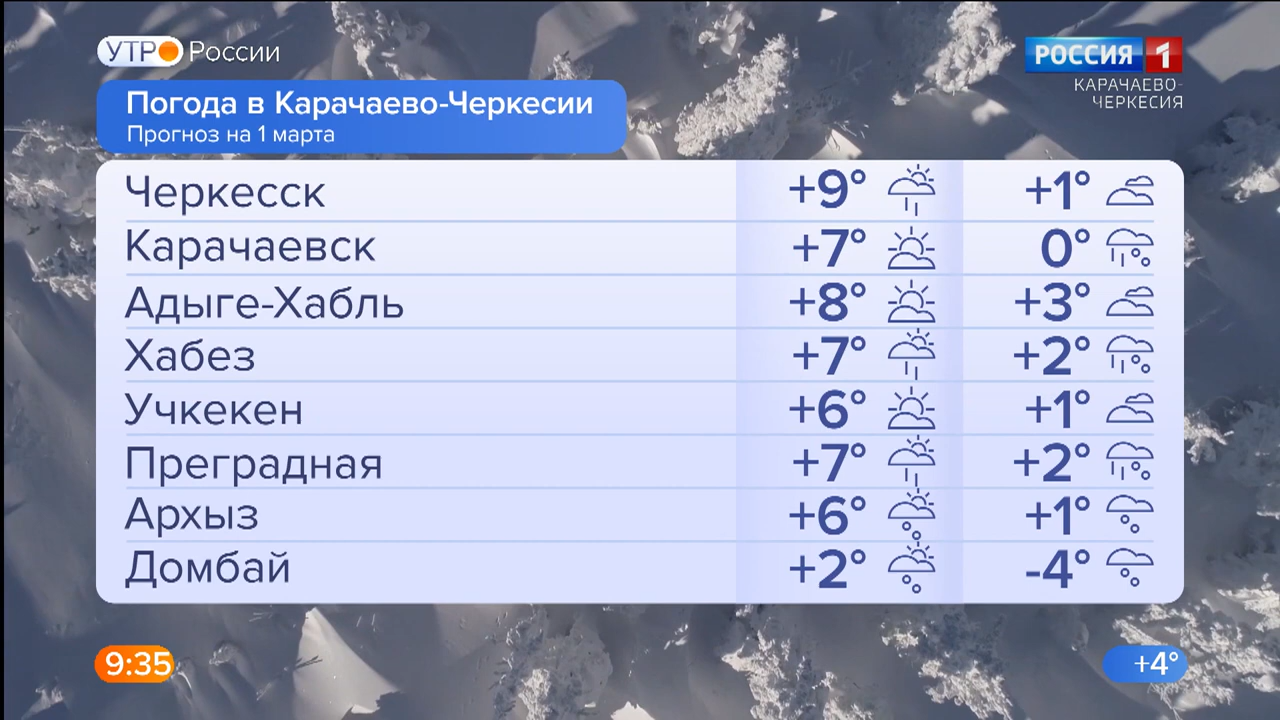 УТРО России
РОССИЯ 1
КАРАЧАЕВО-
ЧЕРКЕСИЯ
Погода в Карачаево-Черкесии
Прогноз на 1 марта
Черкесск +9° +1°
Карачаевск +7° 0°
Адыге-Хабль +8° +3°
Хабез +7° +2°
Учкекен +6° +1°
Преградная +7° +2°
Архыз +6° +1°
Домбай +2° -4°
9:35 +4°